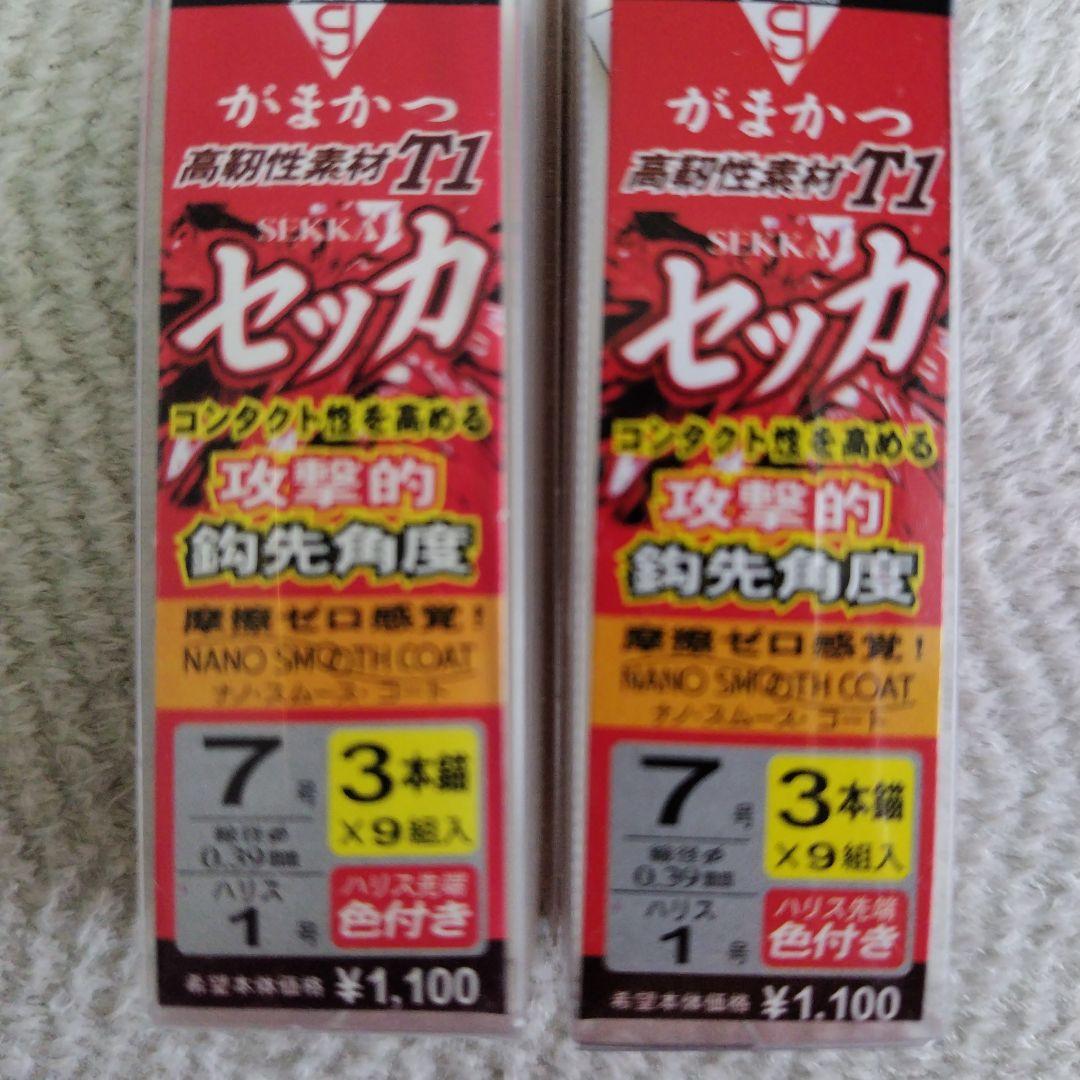 がまかつ
高靭性素材T1
SEKKA
セッカ
コンタクト性を高める
攻撃的
鈎先角度
摩擦ゼロ感覚!
NANO SMOOTH COAT
ナノ・スムース・コート
7号
線径φ
0.39mm
ハリス
1号
3本錨
×9組入
ハリス先端
色付き
希望本体価格 ¥1,100
がまかつ
高靭性素材T1
SEKKA
セッカ
コンタクト性を高める
攻撃的
鈎先角度
摩擦ゼロ感覚!
NANO SMOOTH COAT
ナノ・スムース・コート
7号
線径φ
0.39mm
ハリス
1号
3本錨
×9組入
ハリス先端
色付き
希望本体価格 ¥1,100